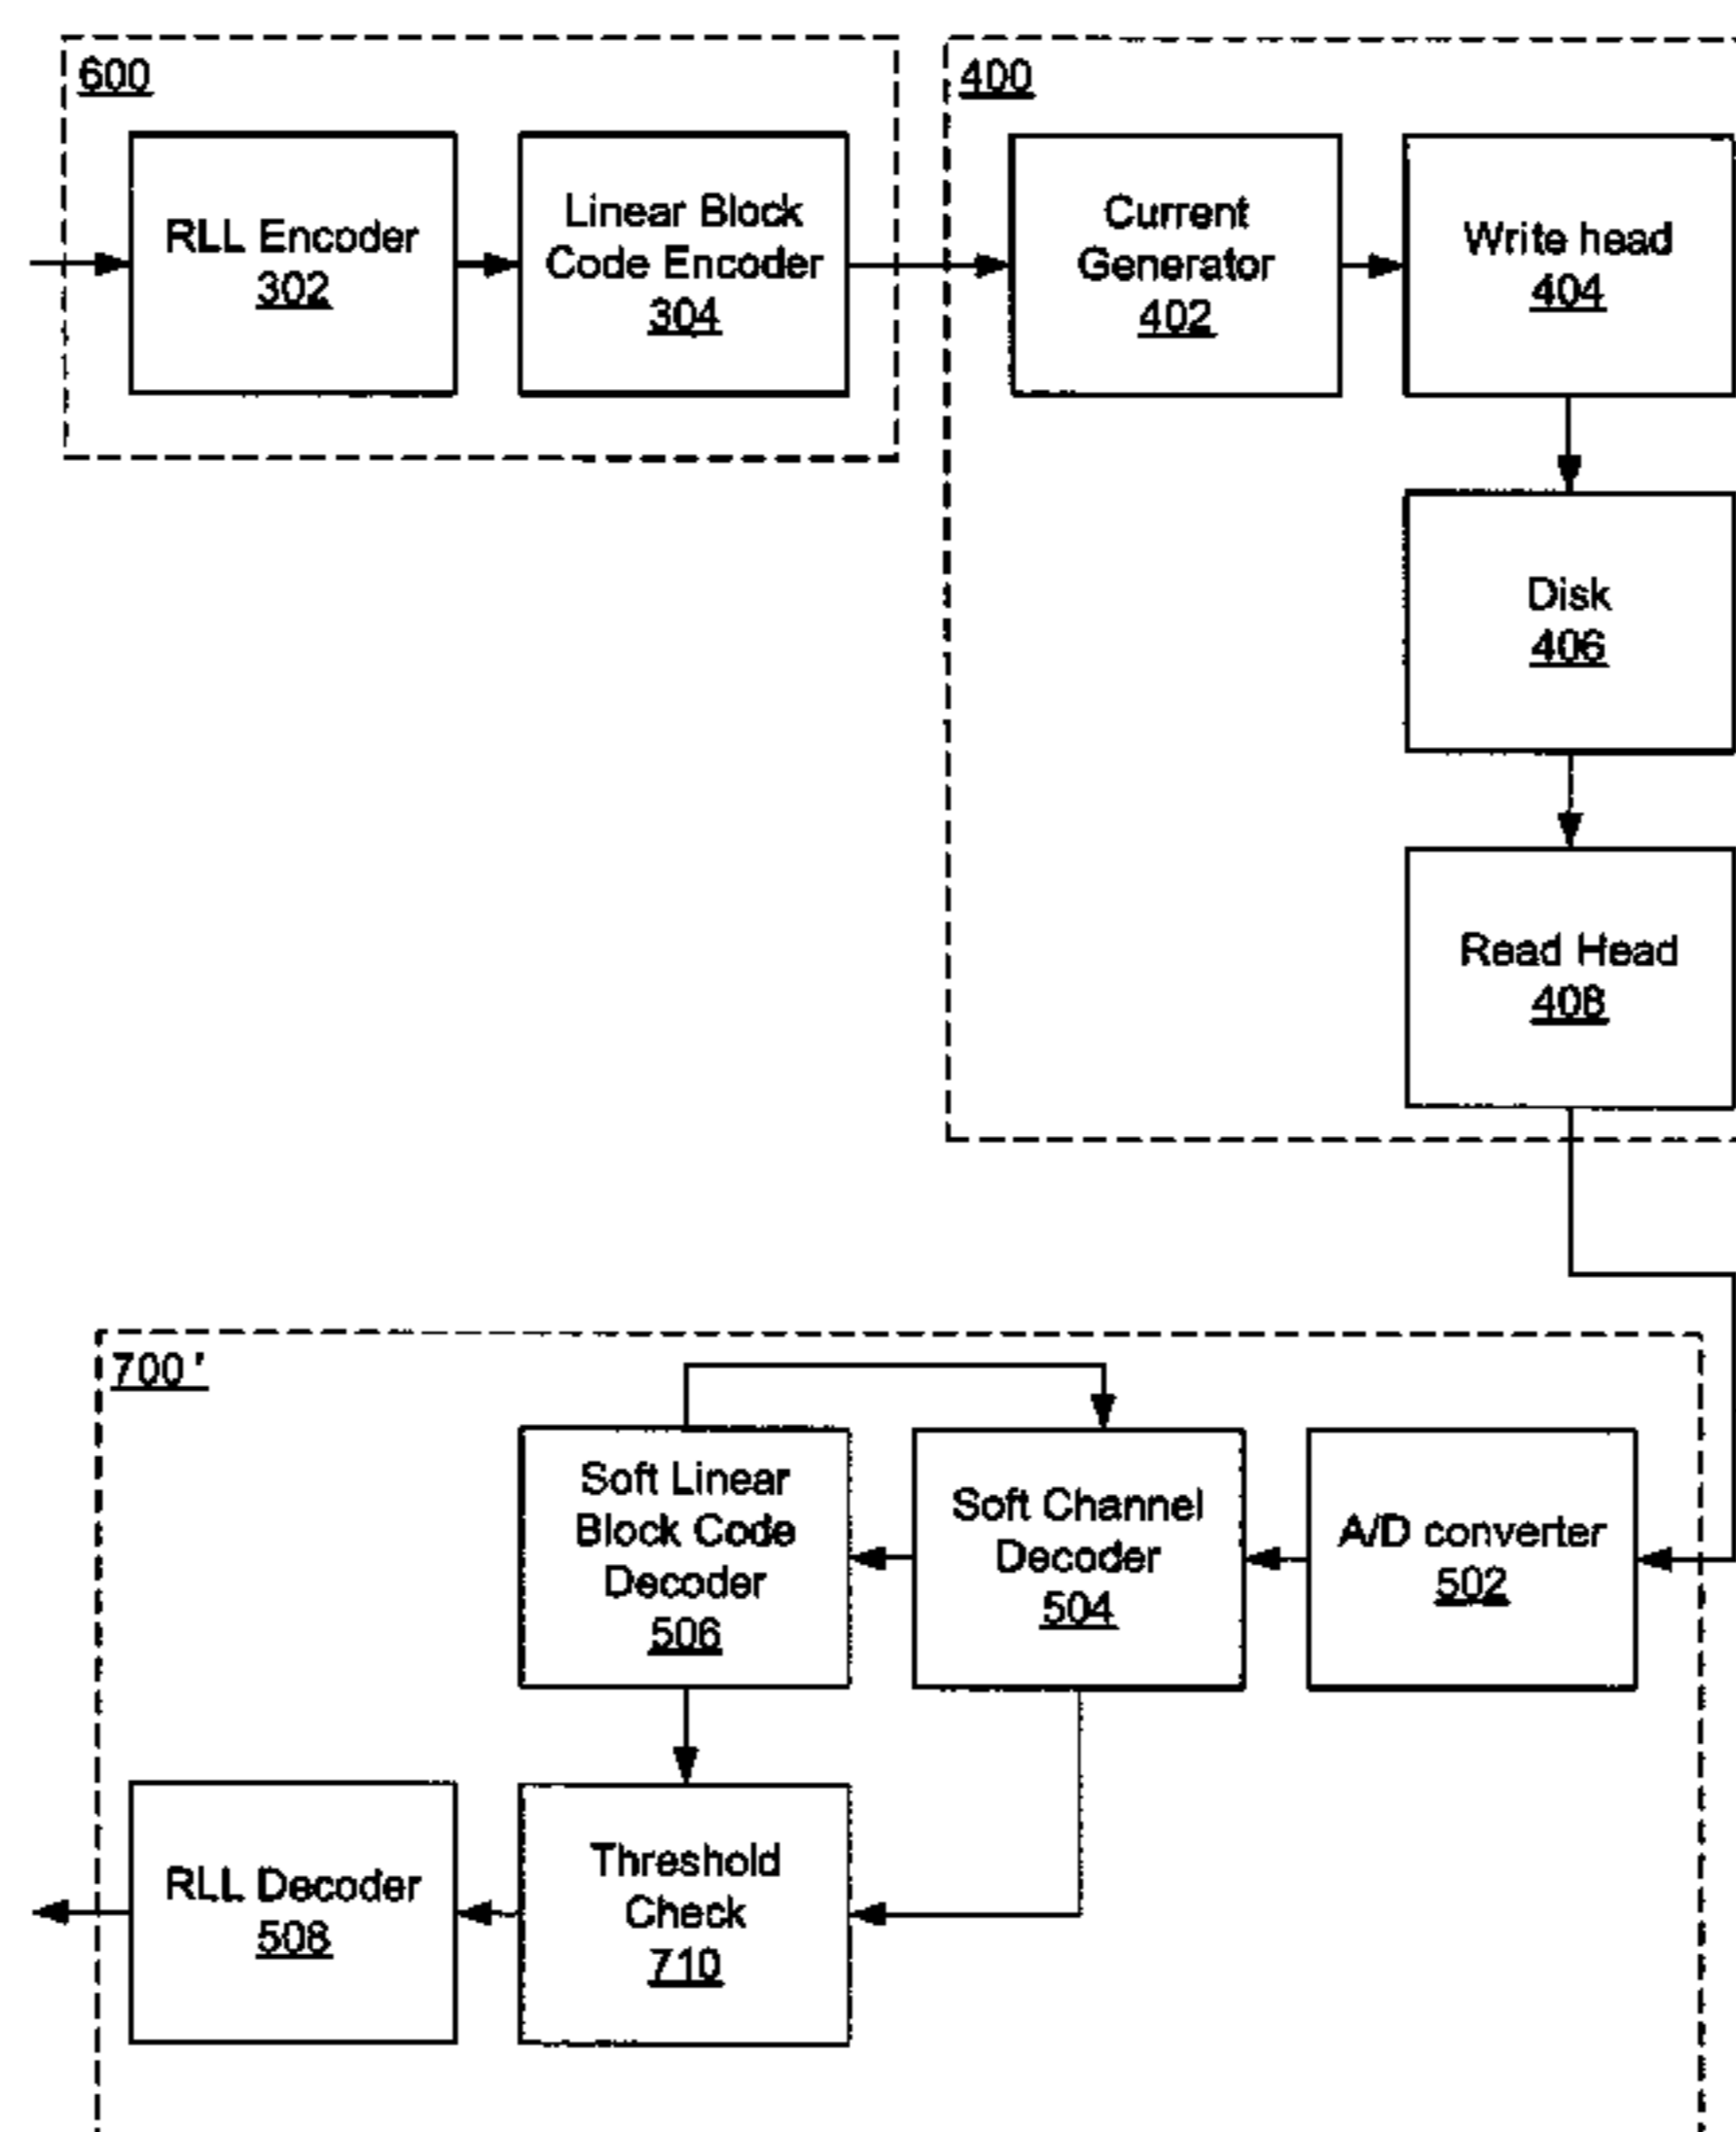 600
RLL Encoder
302
Linear Block
Code Encoder
304
400
Current
Generator
402
Write head
404
Disk
406
Read Head
408
700'
Soft Linear
Block Code
Decoder
506
Soft Channel
Decoder
504
A/D converter
502
RLL Decoder
508
Threshold
Check
710